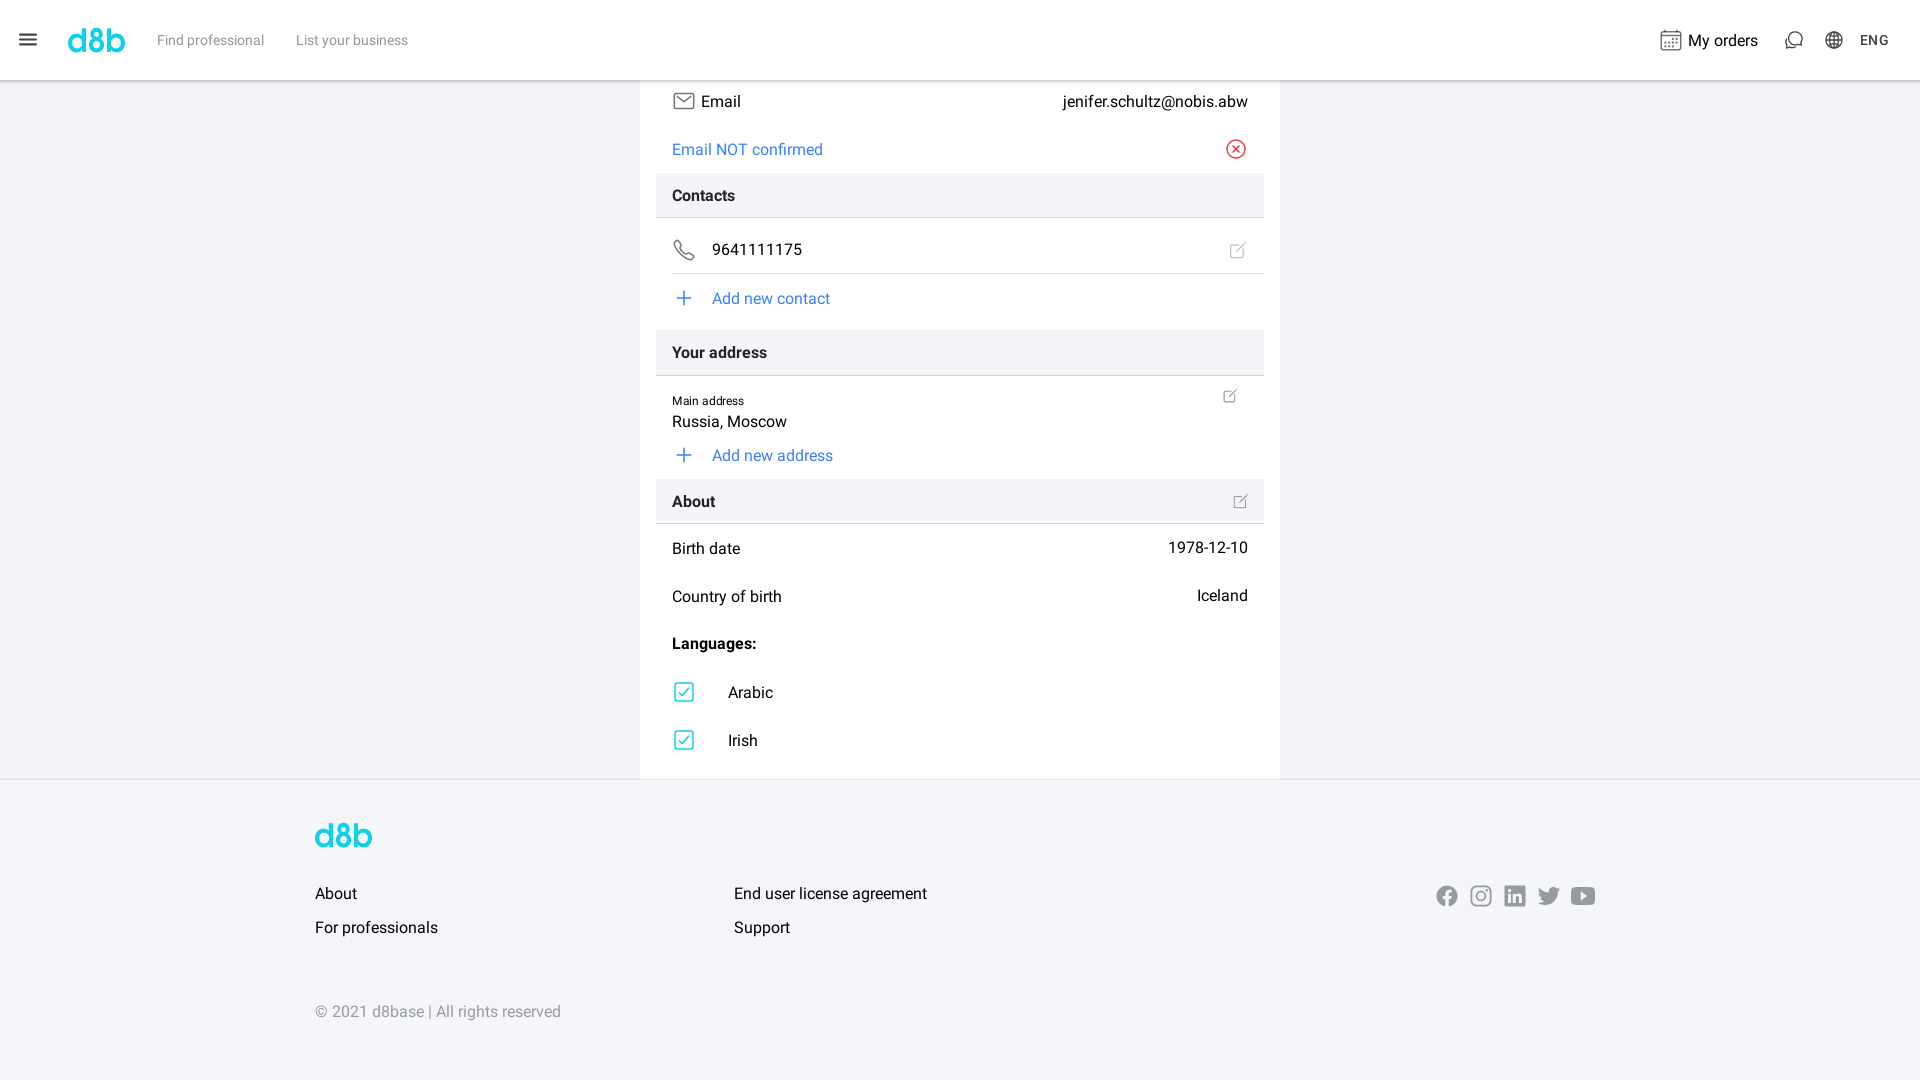 d8b Find professional List your business My orders ENG
Email jenifer.schultz@nobis.abw
Email NOT confirmed
Contacts
9641111175
Add new contact
Your address
Main address
Russia, Moscow
Add new address
About
Birth date 1978-12-10
Country of birth Iceland
Languages:
Arabic
Irish
d8b
About End user license agreement
For professionals Support
© 2021 d8base | All rights reserved